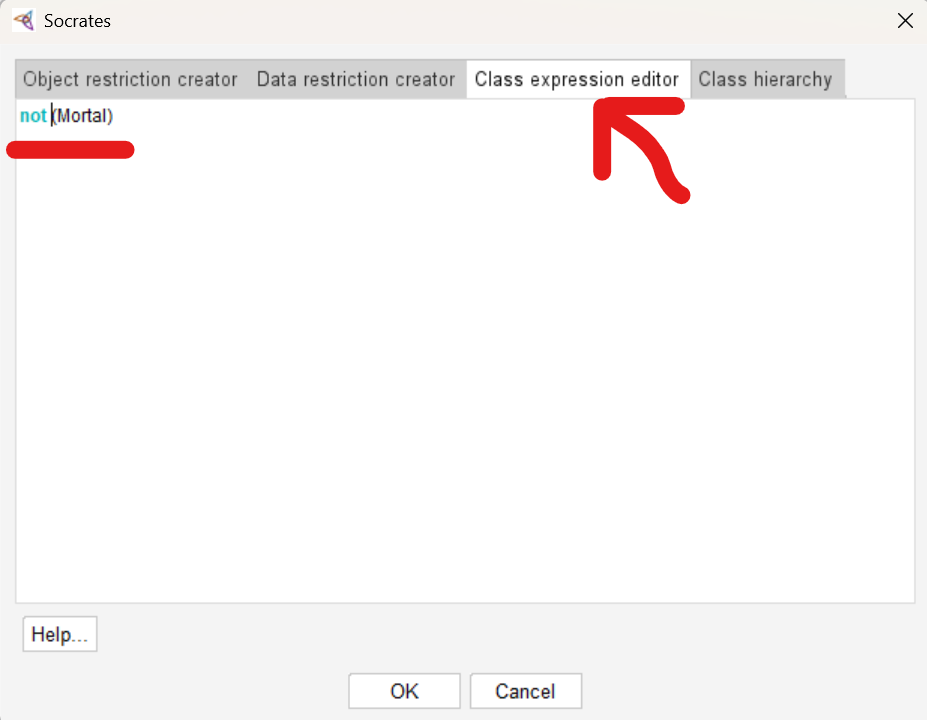 Socrates
Object restriction creator Data restriction creator Class expression editor Class hierarchy
not (Mortal)
Help...
OK Cancel